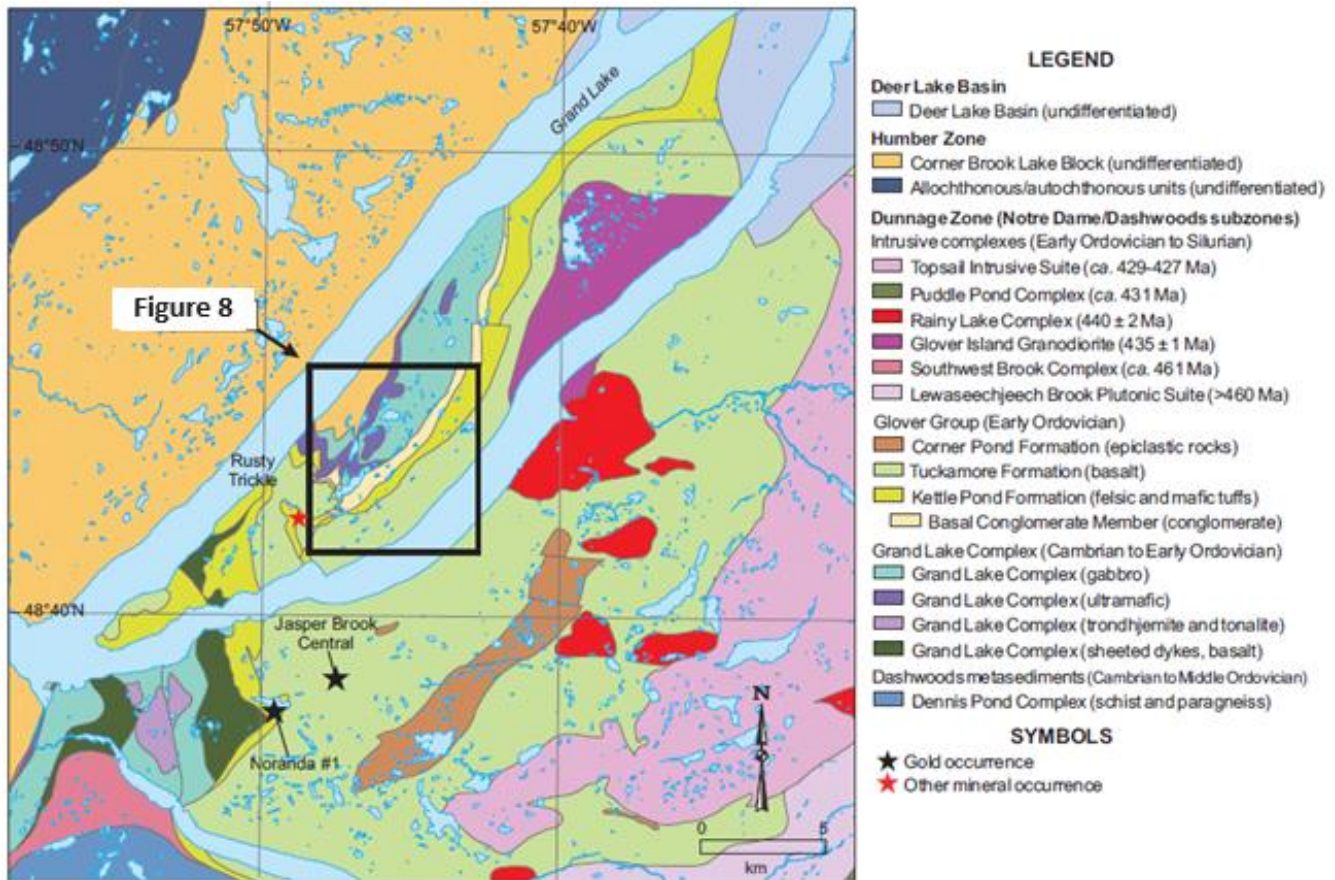 57°50'W
57°40'W
Grand Lake
48°50'N
Figure 8
Rusty
Trickle
48°40'N
Jasper Brook
Central
Noranda #1
N
0 5
km
LEGEND
Deer Lake Basin
Deer Lake Basin (undifferentiated)
Humber Zone
Corner Brook Lake Block (undifferentiated)
Allochthonous/autochthonous units (undifferentiated)
Dunnage Zone (Notre Dame/Dashwoods subzones)
Intrusive complexes (Early Ordovician to Silurian)
Topsail Intrusive Suite (ca. 429-427 Ma)
Puddle Pond Complex (ca. 431 Ma)
Rainy Lake Complex (440 ± 2 Ma)
Glover Island Granodiorite (435 ± 1 Ma)
Southwest Brook Complex (ca. 461 Ma)
Lewaseechjeech Brook Plutonic Suite (>460 Ma)
Glover Group (Early Ordovician)
Corner Pond Formation (epiclastic rocks)
Tuckamore Formation (basalt)
Kettle Pond Formation (felsic and mafic tuffs)
Basal Conglomerate Member (conglomerate)
Grand Lake Complex (Cambrian to Early Ordovician)
Grand Lake Complex (gabbro)
Grand Lake Complex (ultramafic)
Grand Lake Complex (trondhjemite and tonalite)
Grand Lake Complex (sheeted dykes, basalt)
Dashwoods metasediments (Cambrian to Middle Ordovician)
Dennis Pond Complex (schist and paragneiss)
SYMBOLS
Gold occurrence
Other mineral occurrence